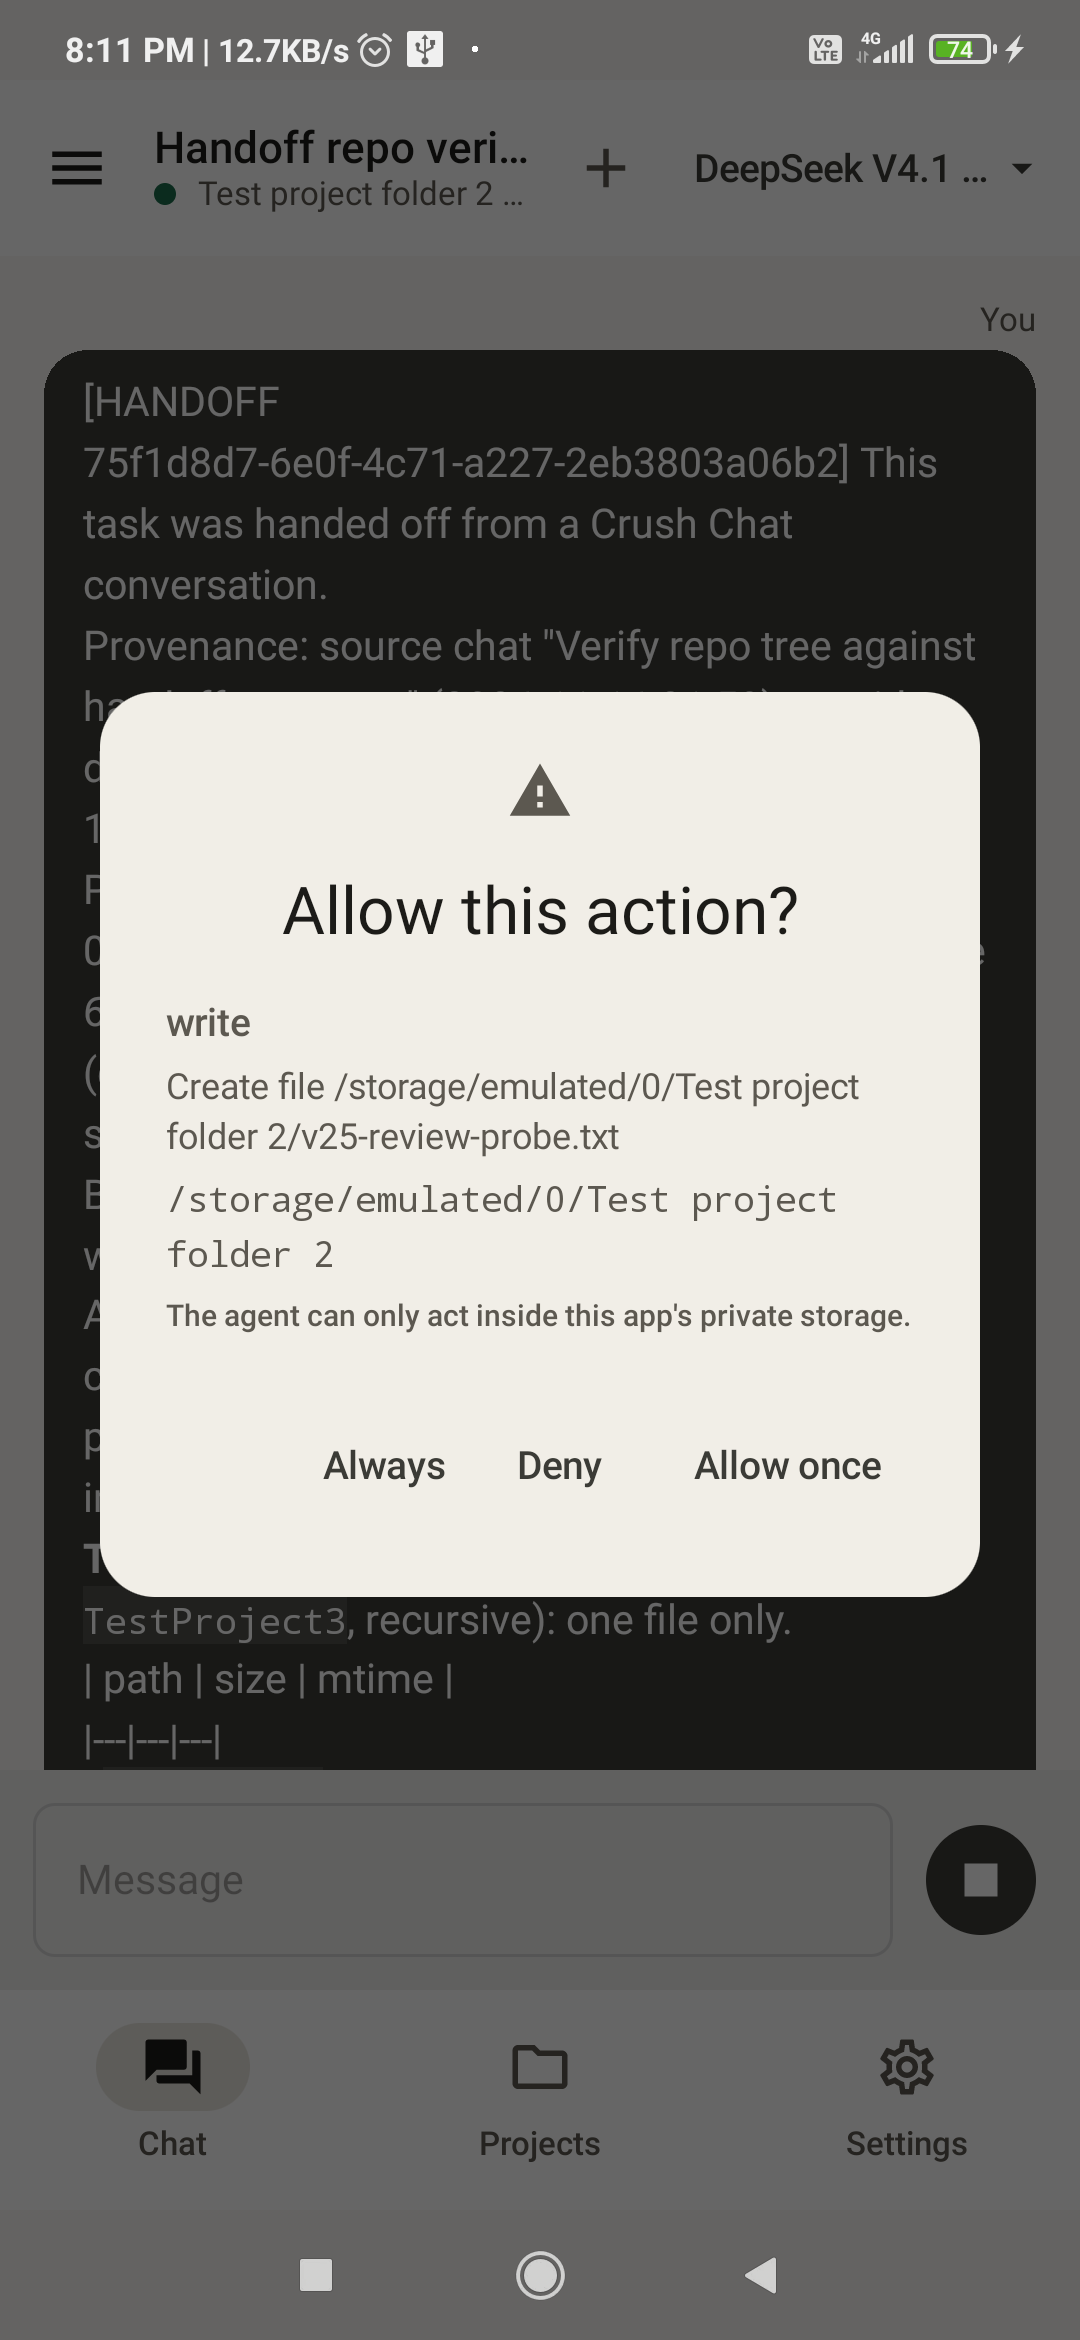 8:11 PM | 12.7KB/s
Vo LTE 4G 74
Handoff repo veri...
Test project folder 2 ...
DeepSeek V4.1 ...
You
[HANDOFF
75f1d8d7-6e0f-4c71-a227-2eb3803a06b2] This
task was handed off from a Crush Chat
conversation.
Provenance: source chat "Verify repo tree against
Allow this action?
write
Create file /storage/emulated/0/Test project
folder 2/v25-review-probe.txt
/storage/emulated/0/Test project
folder 2
The agent can only act inside this app's private storage.
Always
Deny
Allow once
TestProject3, recursive): one file only.
| path | size | mtime |
|---|---|---|
Message
Chat
Projects
Settings